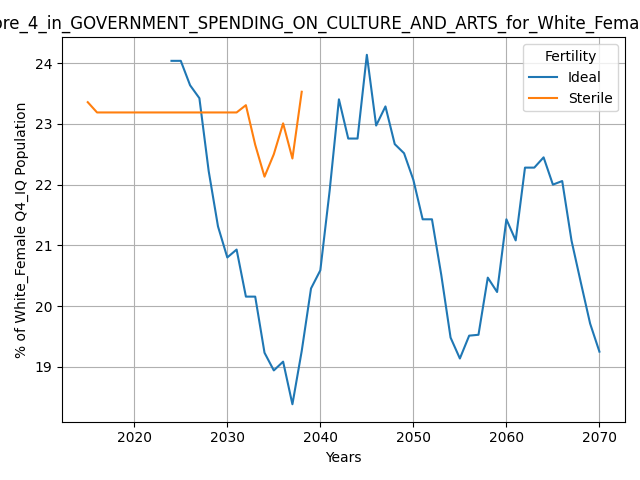 ore_4_in_GOVERNMENT_SPENDING_ON_CULTURE_AND_ARTS_for_White_Fema
Fertility
Ideal
Sterile
24
23
22
21
20
19
% of White_Female Q4_IQ Population
2020 2030 2040 2050 2060 2070
Years